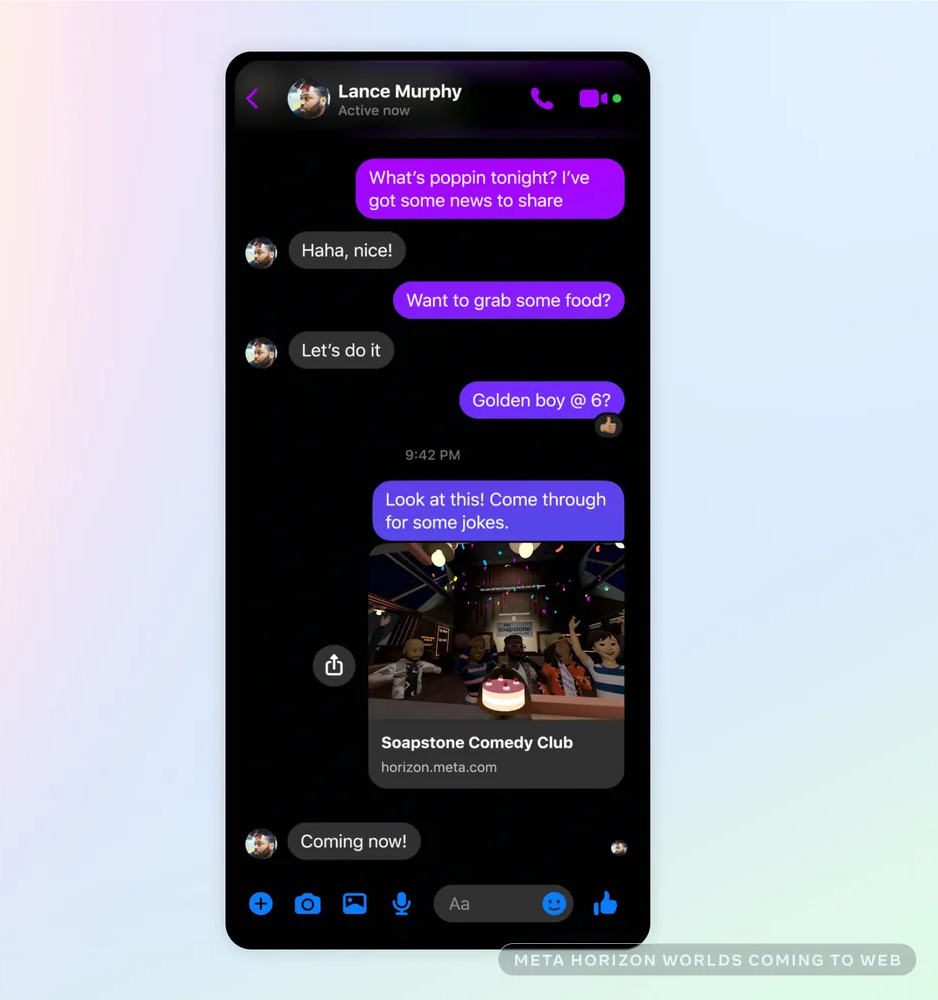 Lance Murphy
Active now
What’s poppin tonight? I’ve
got some news to share
Haha, nice!
Want to grab some food?
Let’s do it
Golden boy @ 6?
9:42 PM
Look at this! Come through
for some jokes.
soapstone
Soapstone Comedy Club
horizon.meta.com
Coming now!
Aa
META HORIZON WORLDS COMING TO WEB